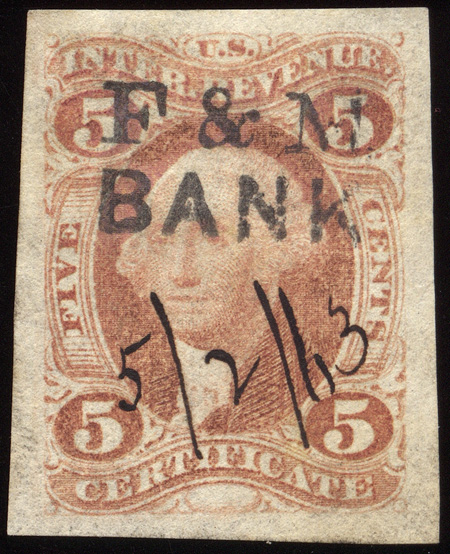 U.S.
INTER. REVENUE.
5 5
F & M
BANK
FIVE CENTS
5/2/63
5 5
CERTIFICATE